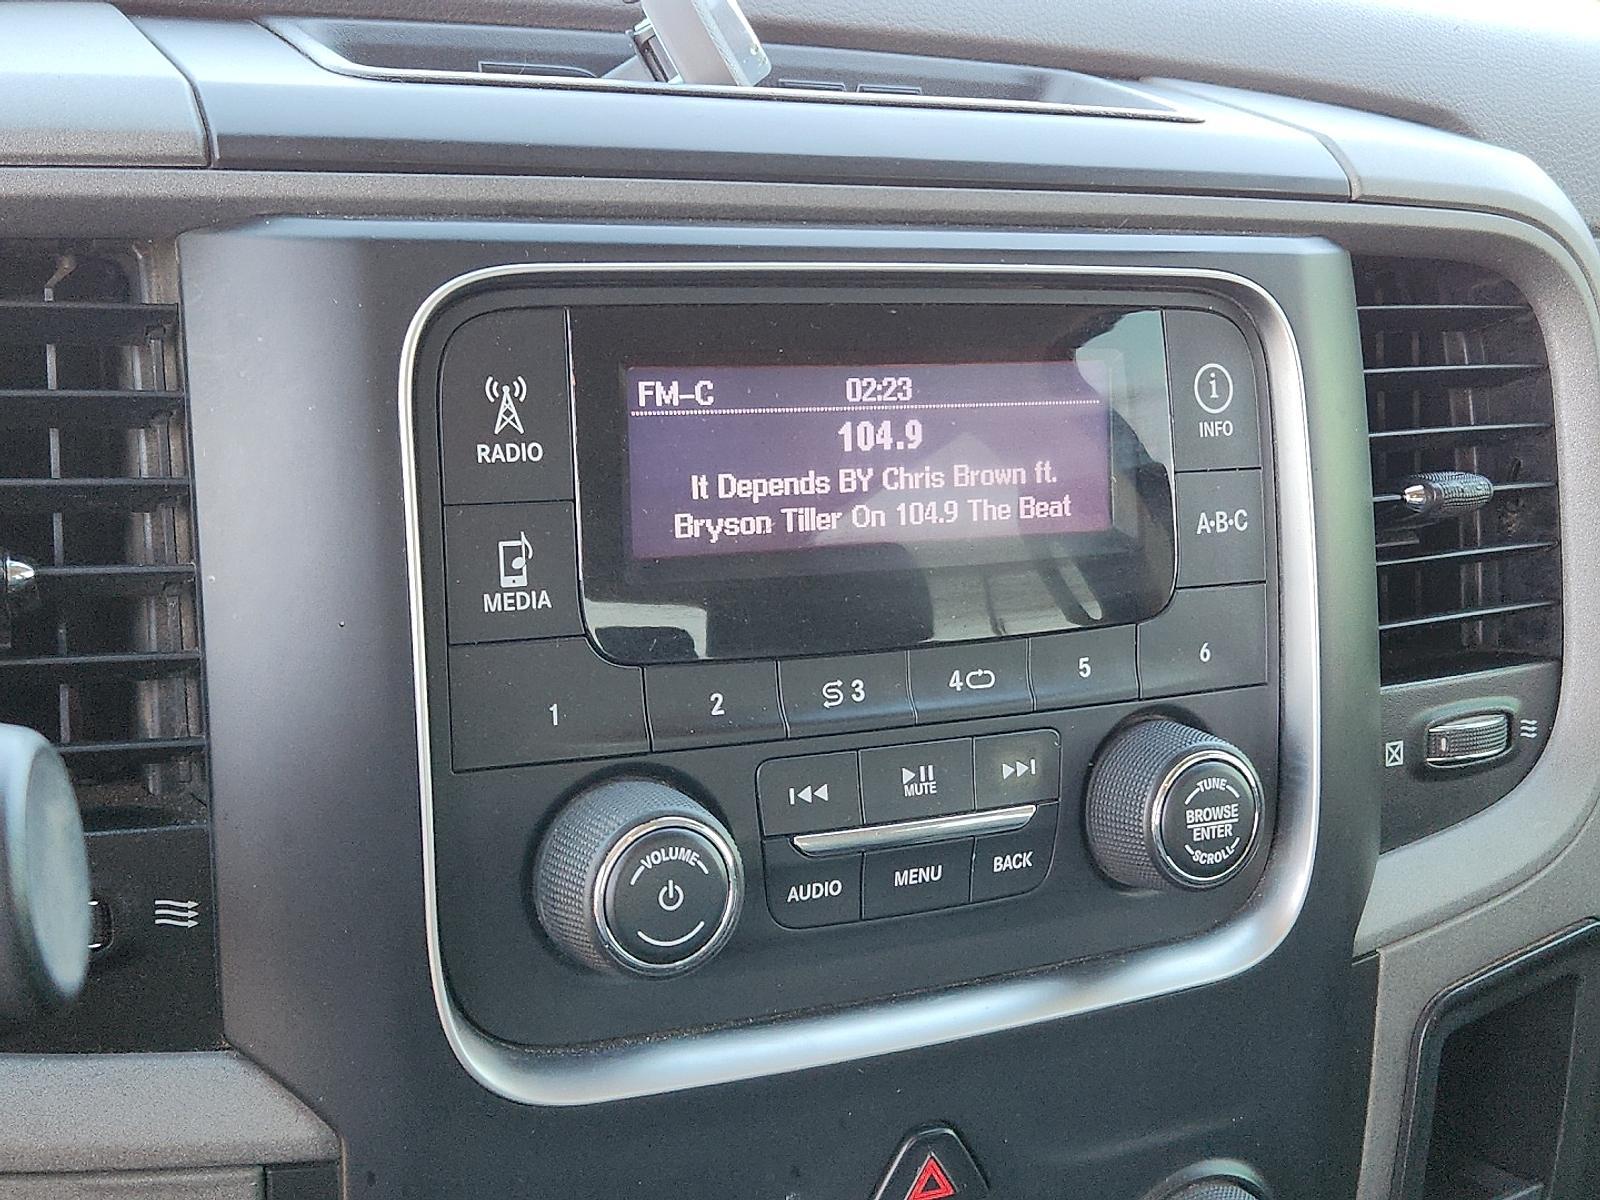 FM-C 02:23
104.9
It Depends BY Chris Brown ft.
Bryson Tiller On 104.9 The Beat
RADIO
MEDIA
INFO
A•B•C
1 2 3 4 5 6
MUTE
AUDIO MENU BACK
VOLUME
TUNE
BROWSE
ENTER
SCROLL